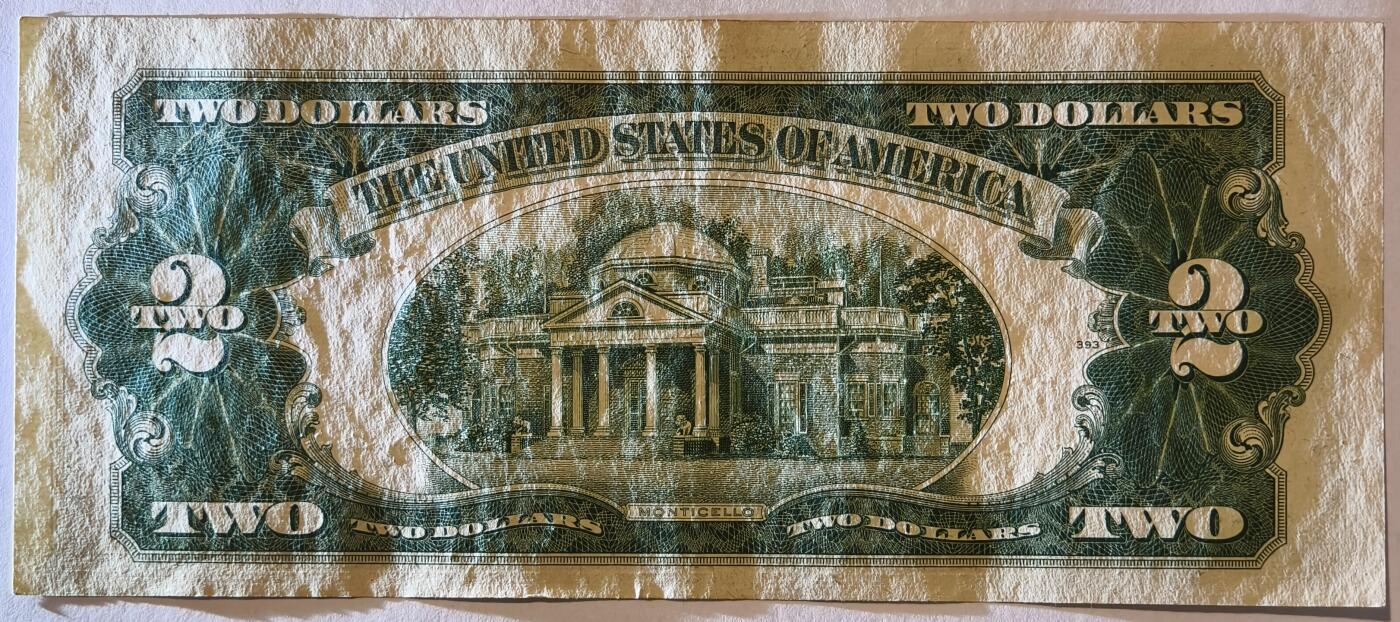 TWO DOLLARS TWO DOLLARS
THE UNITED STATES OF AMERICA
2 2
TWO TWO
393
MONTICELLO
TWO TWO DOLLARS TWO DOLLARS TWO